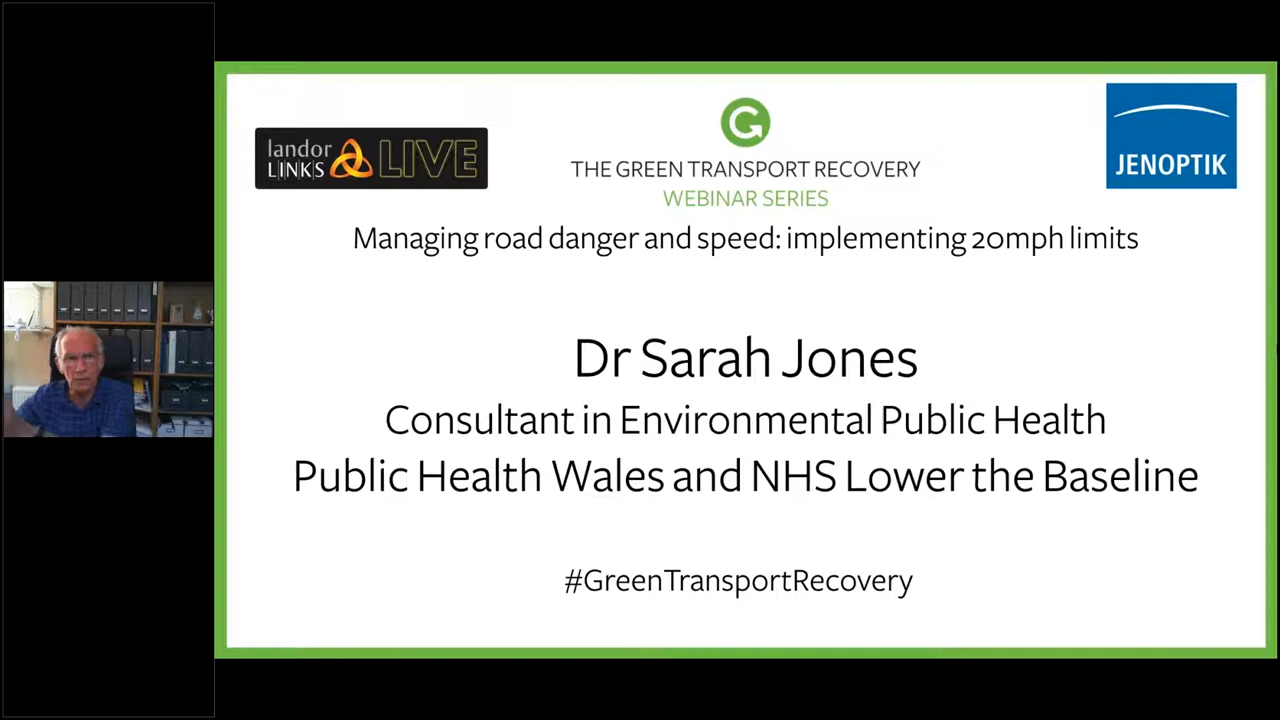 landor
LINKS LIVE
THE GREEN TRANSPORT RECOVERY
WEBINAR SERIES
JENOPTIK
Managing road danger and speed: implementing 20mph limits
Dr Sarah Jones
Consultant in Environmental Public Health
Public Health Wales and NHS Lower the Baseline
#GreenTransportRecovery